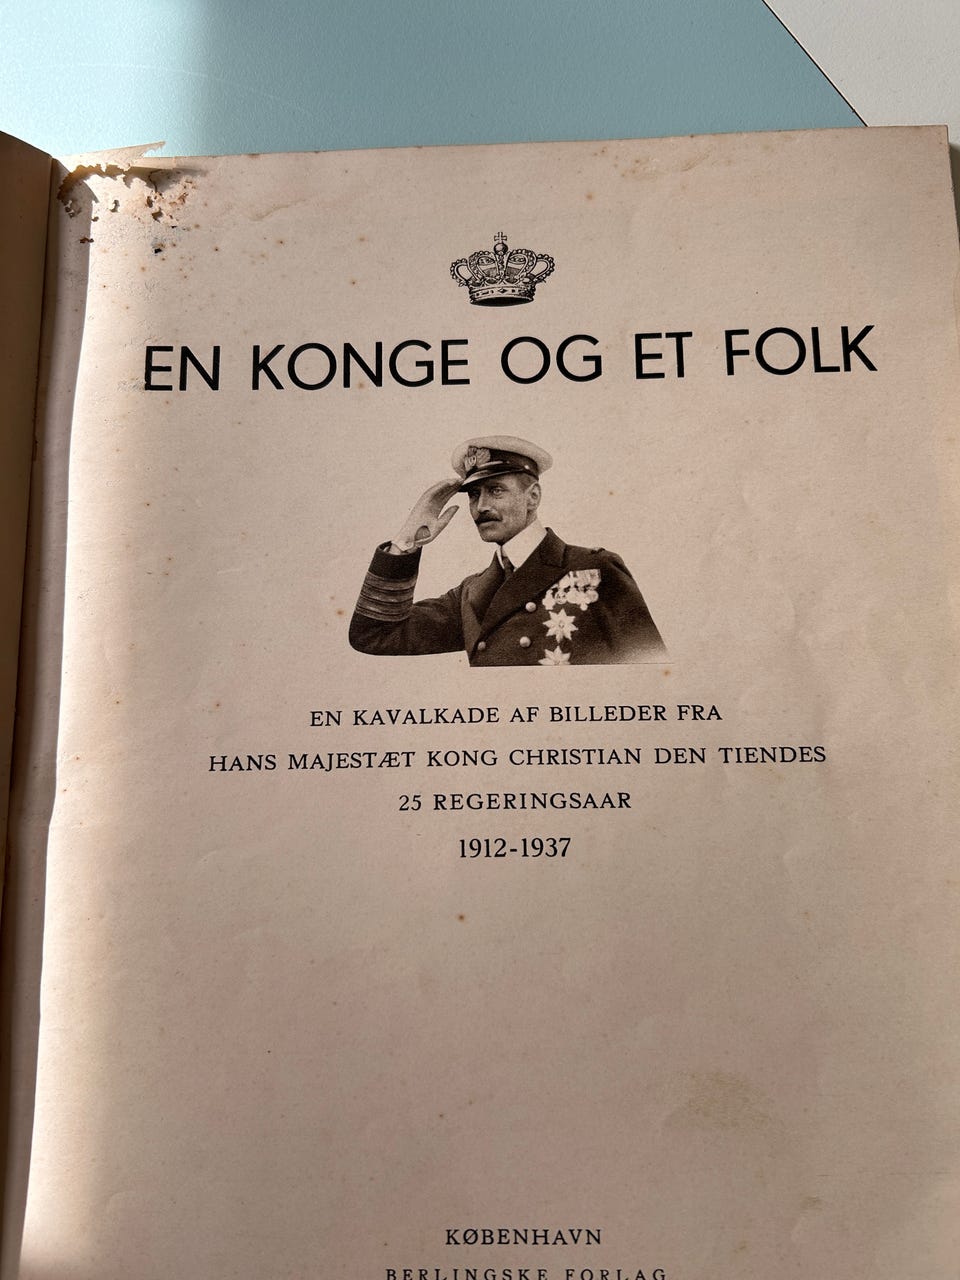 EN KONGE OG ET FOLK
EN KAVALKADE AF BILLEDER FRA
HANS MAJESTÆT KONG CHRISTIAN DEN TIENDES
25 REGERINGSAAR
1912-1937
KØBENHAVN
BERLINGSKE FORLAG